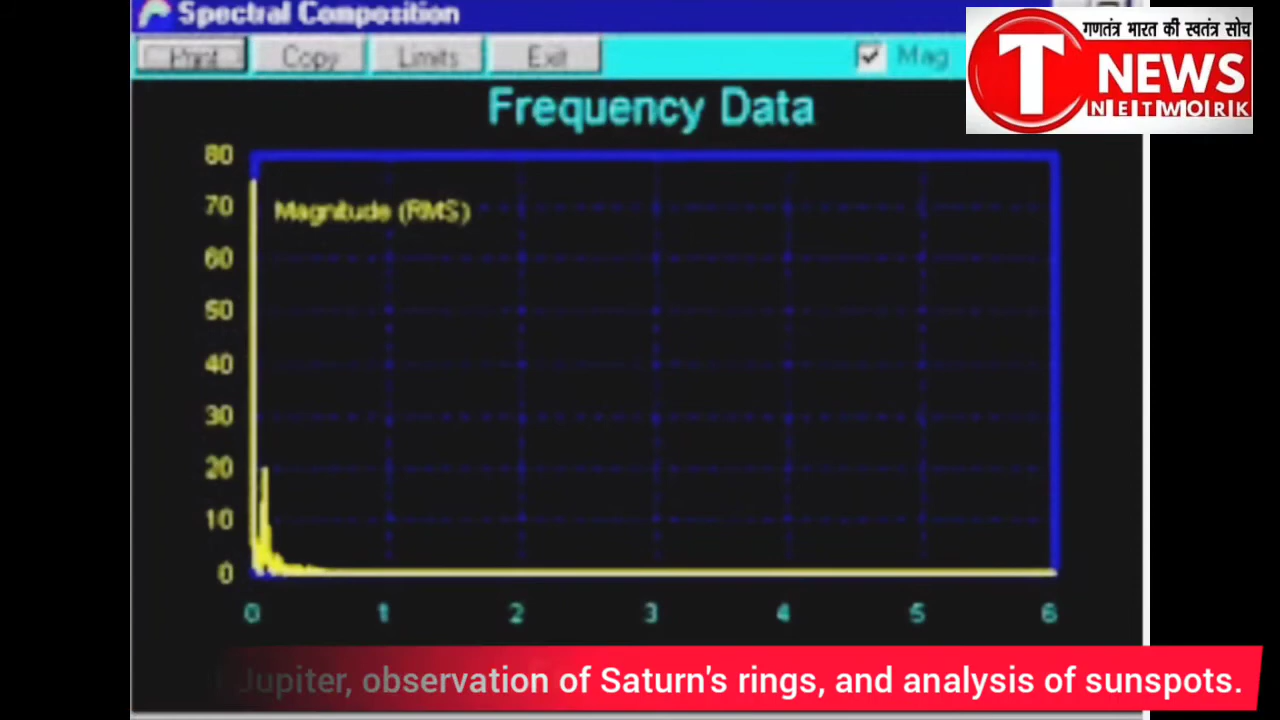 Spectral Composition
Print Copy Limits Exit Mag
गणतंत्र भारत की स्वतंत्र सोच
T NEWS
NETWORK
Frequency Data
Magnitude (RMS)
80
70
60
50
40
30
20
10
0
0 1 2 3 4 5 6
Jupiter, observation of Saturn's rings, and analysis of sunspots.